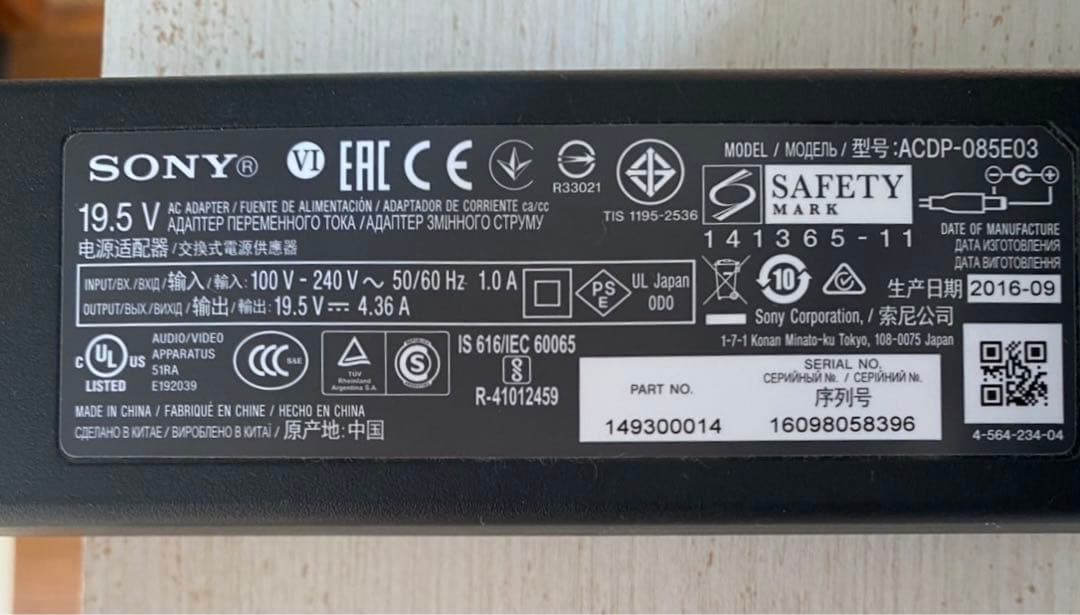 SONY®
VI EAC CE
R33021
TIS 1195-2536
MODEL / МОДЕЛЬ / 型号:ACDP-085E03
SAFETY
MARK
141365-11
19.5 V AC ADAPTER / FUENTE DE ALIMENTACIÓN / ADAPTADOR DE CORRIENTE ca/cc
АДАПТЕР ПЕРЕМЕННОГО ТОКА / АДАПТЕР ЗМІННОГО СТРУМУ
电源适配器 / 交換式電源供應器
DATE OF MANUFACTURE
ДАТА ИЗГОТОВЛЕНИЯ
ДАТА ВИГОТОВЛЕННЯ
生产日期 2016-09
INPUT/ВХ./ВХІД/输入/輸入: 100 V - 240 V ~ 50/60 Hz 1.0 A
OUTPUT/ВЫХ./ВИХІД/输出/輸出: 19.5 V ⎓ 4.36 A
PS
E
UL Japan
ODO
10
Sony Corporation, / 索尼公司
1-7-1 Konan Minato-ku Tokyo, 108-0075 Japan
c UL US
LISTED
AUDIO/VIDEO
APPARATUS
51RA
E192039
CCC S&E
TÜV
Rheinland
Argentina S.A.
S
IS 616/IEC 60065
R-41012459
PART NO.
149300014
SERIAL NO.
СЕРИЙНЫЙ №. / СЕРІЙНИЙ №.
序列号
16098058396
4-564-234-04
MADE IN CHINA / FABRIQUÉ EN CHINE / HECHO EN CHINA
СДЕЛАНО В КИТАЕ / ВИРОБЛЕНО В КИТАЇ / 原产地:中国